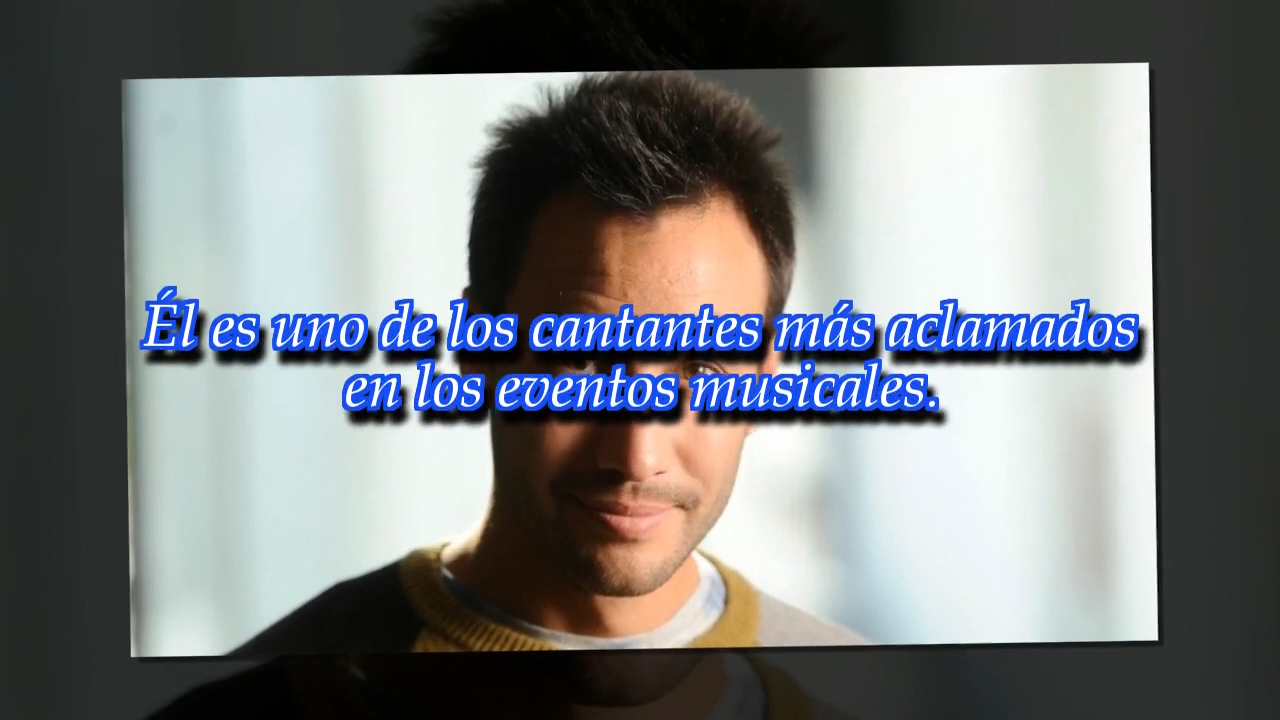 Él es uno de los cantantes más aclamados
en los eventos musicales.